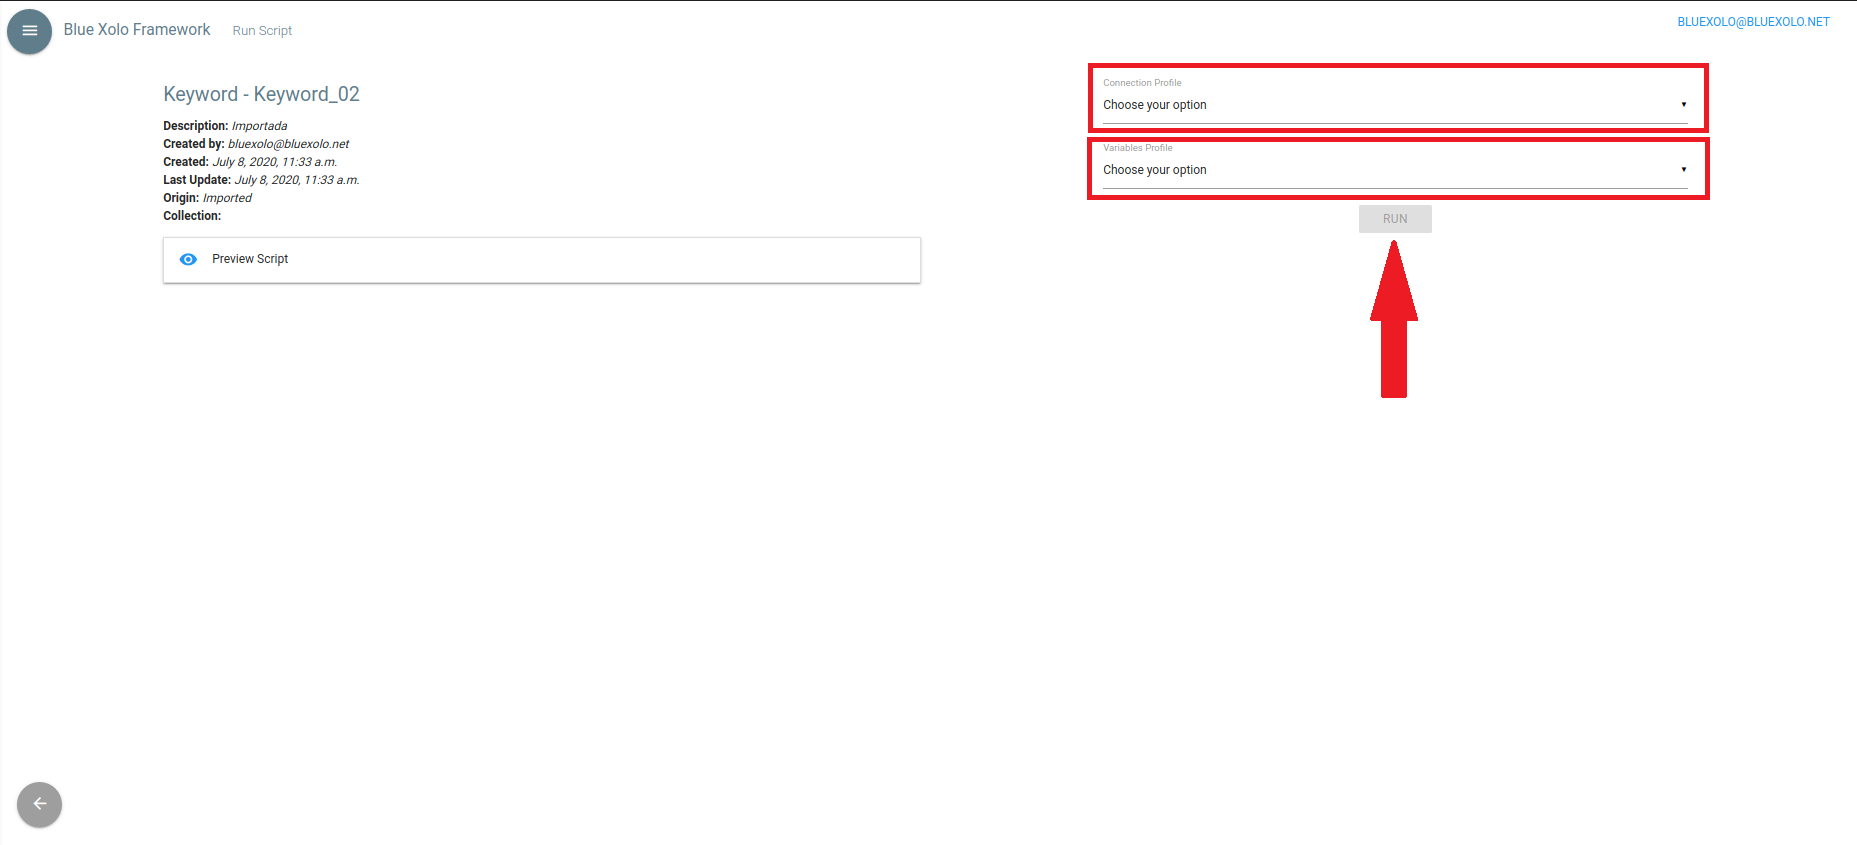 Blue Xolo Framework Run Script
BLUEXOLO@BLUEXOLO.NET
Keyword - Keyword_02
Description: Importada
Created by: bluexolo@bluexolo.net
Created: July 8, 2020, 11:33 a.m.
Last Update: July 8, 2020, 11:33 a.m.
Origin: Imported
Collection:
Preview Script
Connection Profile
Choose your option
Variables Profile
Choose your option
RUN